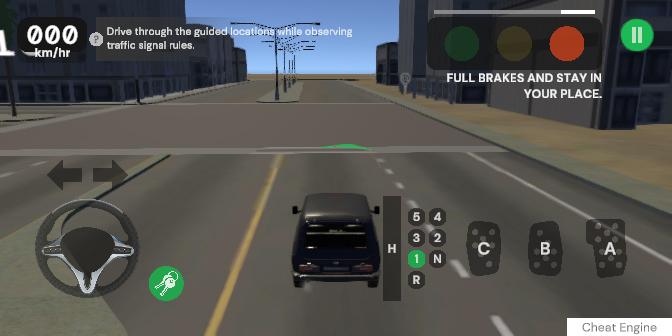 000
km/hr
? Drive through the guided locations while observing
traffic signal rules.
FULL BRAKES AND STAY IN
YOUR PLACE.
H
5 4
3 2
1 N
R
C B A
Cheat Engine